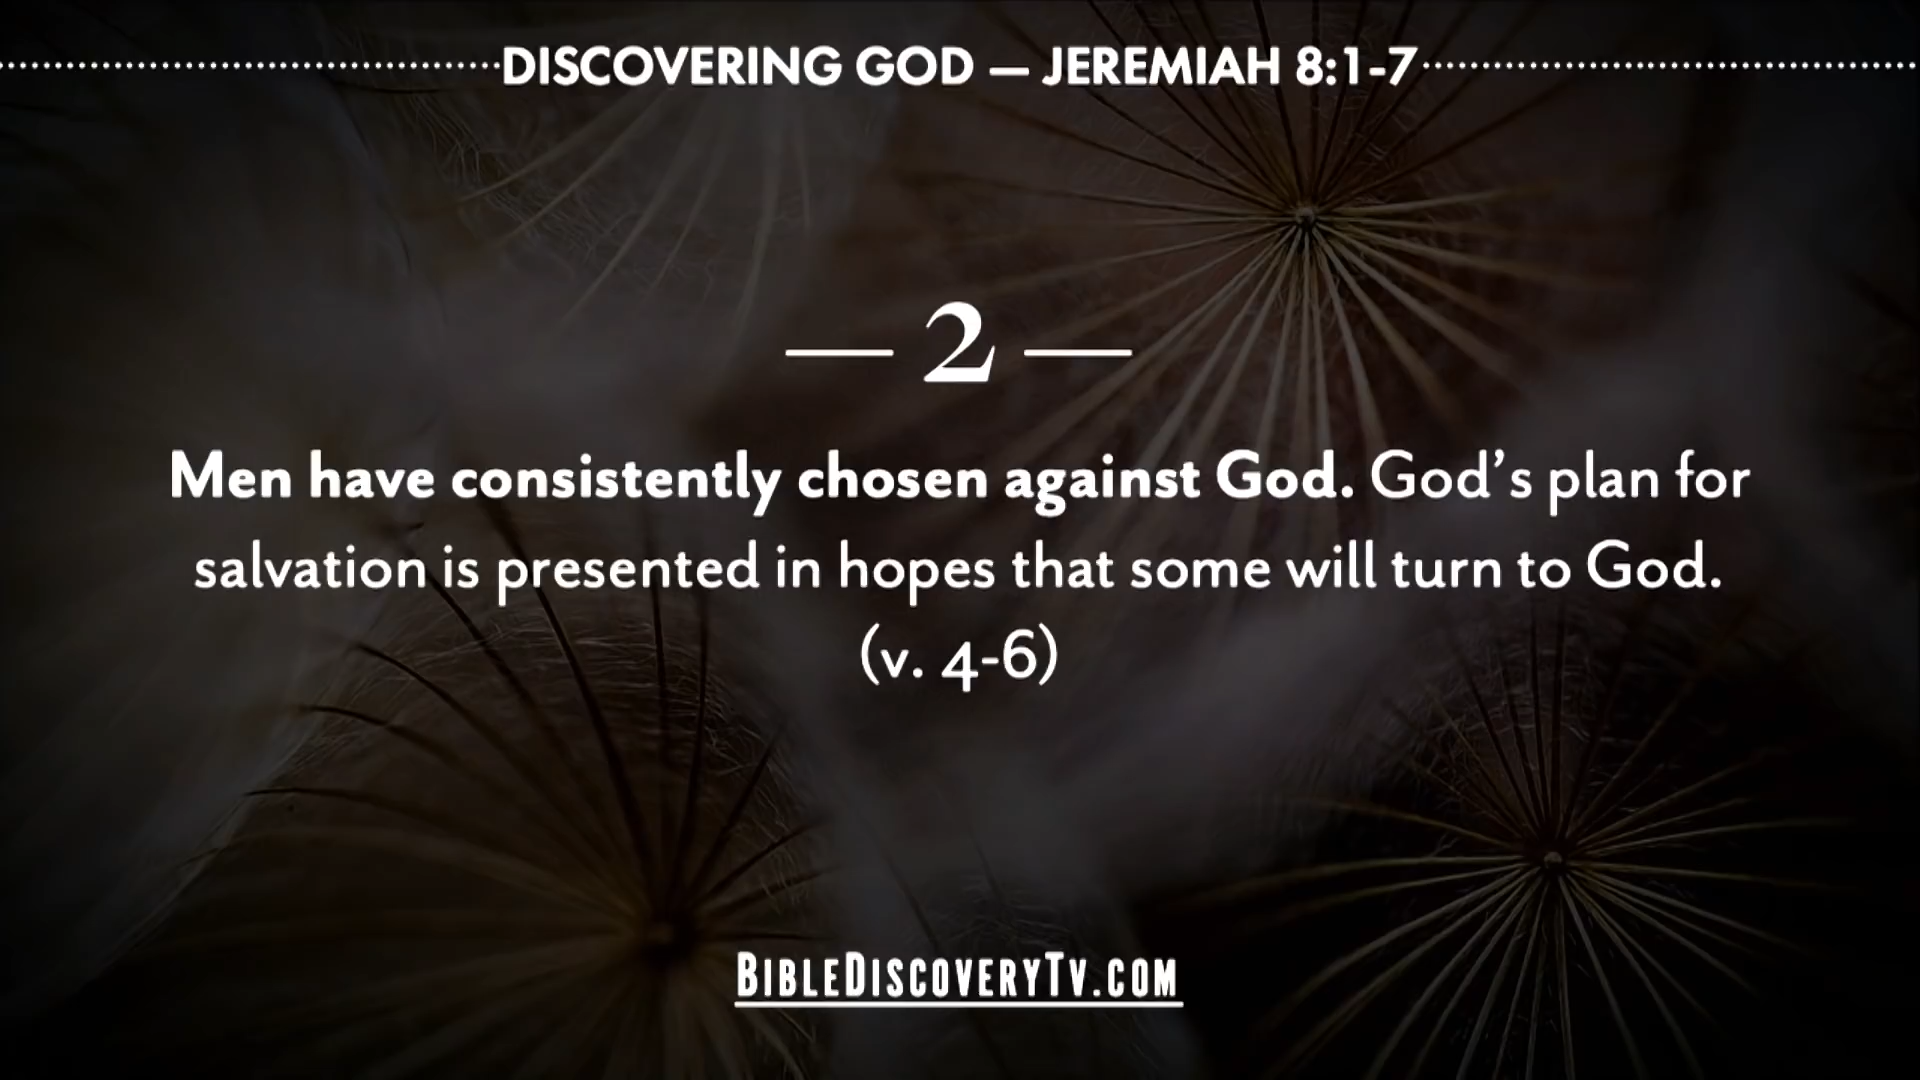 DISCOVERING GOD — JEREMIAH 8:1-7
— 2 —
Men have consistently chosen against God. God’s plan for
salvation is presented in hopes that some will turn to God.
(v. 4-6)
BIBLEDISCOVERYTV.COM